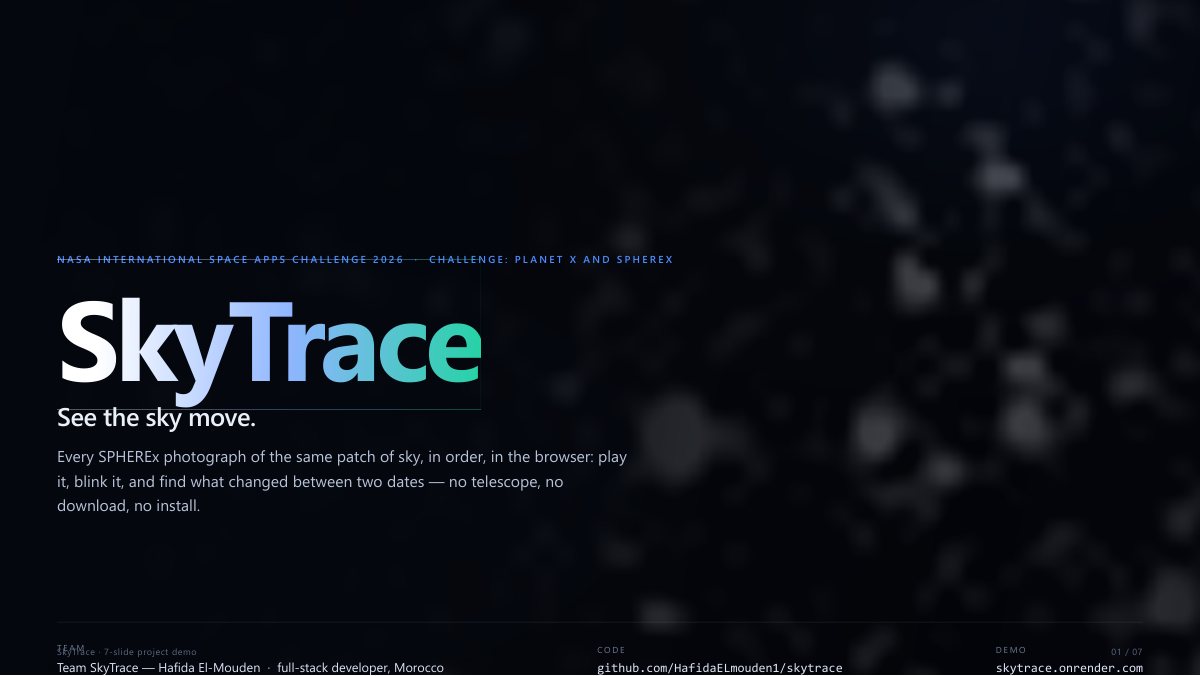 NASA INTERNATIONAL SPACE APPS CHALLENGE 2026 · CHALLENGE: PLANET X AND SPHEREX
SkyTrace
See the sky move.
Every SPHEREx photograph of the same patch of sky, in order, in the browser: play
it, blink it, and find what changed between two dates — no telescope, no
download, no install.
TEAM
SkyTrace · 7-slide project demo
Team SkyTrace — Hafida El-Mouden · full-stack developer, Morocco
CODE
github.com/HafidaELmouden1/skytrace
DEMO
01 / 07
skytrace.onrender.com